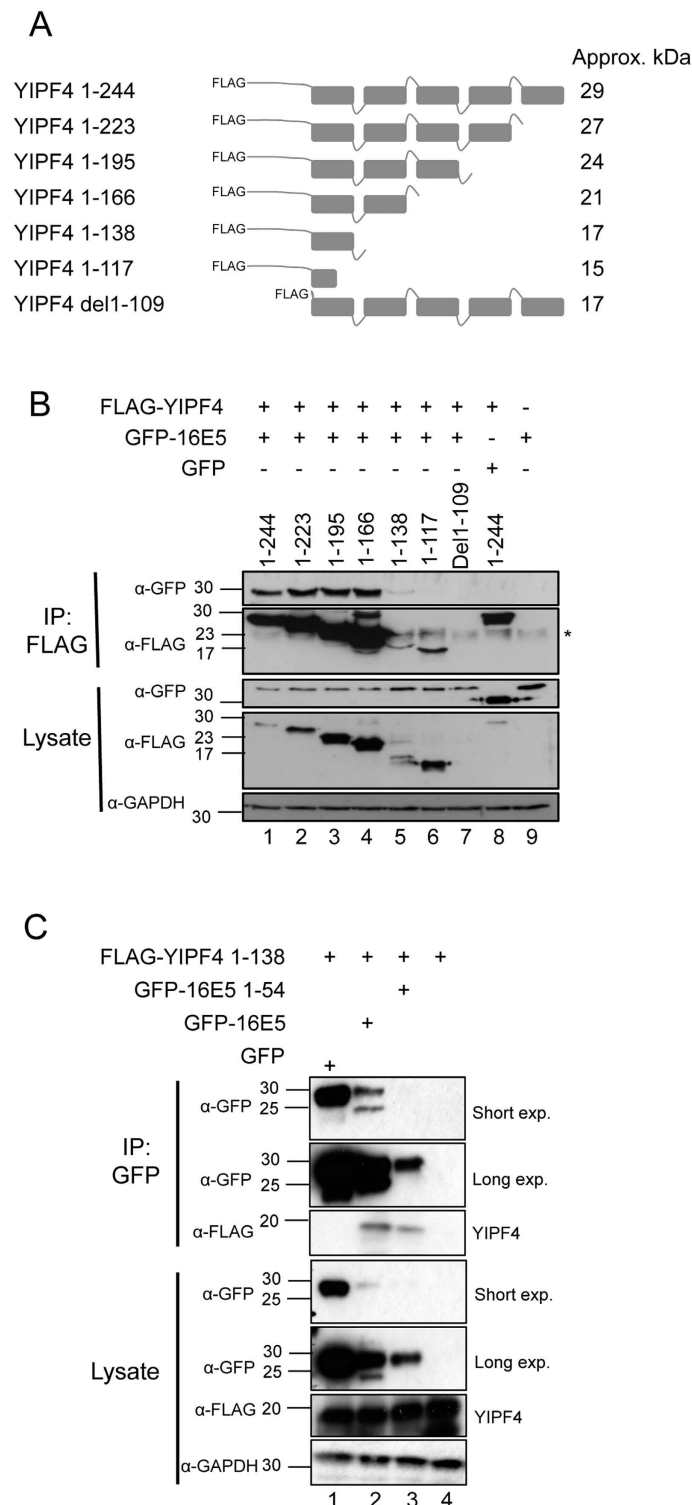 A
Approx. kDa
YIPF4 1-244 FLAG 29
YIPF4 1-223 FLAG 27
YIPF4 1-195 FLAG 24
YIPF4 1-166 FLAG 21
YIPF4 1-138 FLAG 17
YIPF4 1-117 FLAG 15
YIPF4 del1-109 FLAG 17
B
FLAG-YIPF4 + + + + + + + + -
GFP-16E5 + + + + + + + - +
GFP - - - - - - - + -
1-244 1-223 1-195 1-166 1-138 1-117 Del1-109 1-244
IP: FLAG
α-GFP 30
α-FLAG 30 23 17 *
Lysate
α-GFP 30
α-FLAG 30 23 17
α-GAPDH 30
1 2 3 4 5 6 7 8 9
C
FLAG-YIPF4 1-138 + + + +
GFP-16E5 1-54 +
GFP-16E5 +
GFP +
IP: GFP
α-GFP 30 25 Short exp.
α-GFP 30 25 Long exp.
α-FLAG 20 YIPF4
Lysate
α-GFP 30 25 Short exp.
α-GFP 30 25 Long exp.
α-FLAG 20 YIPF4
α-GAPDH 30
1 2 3 4